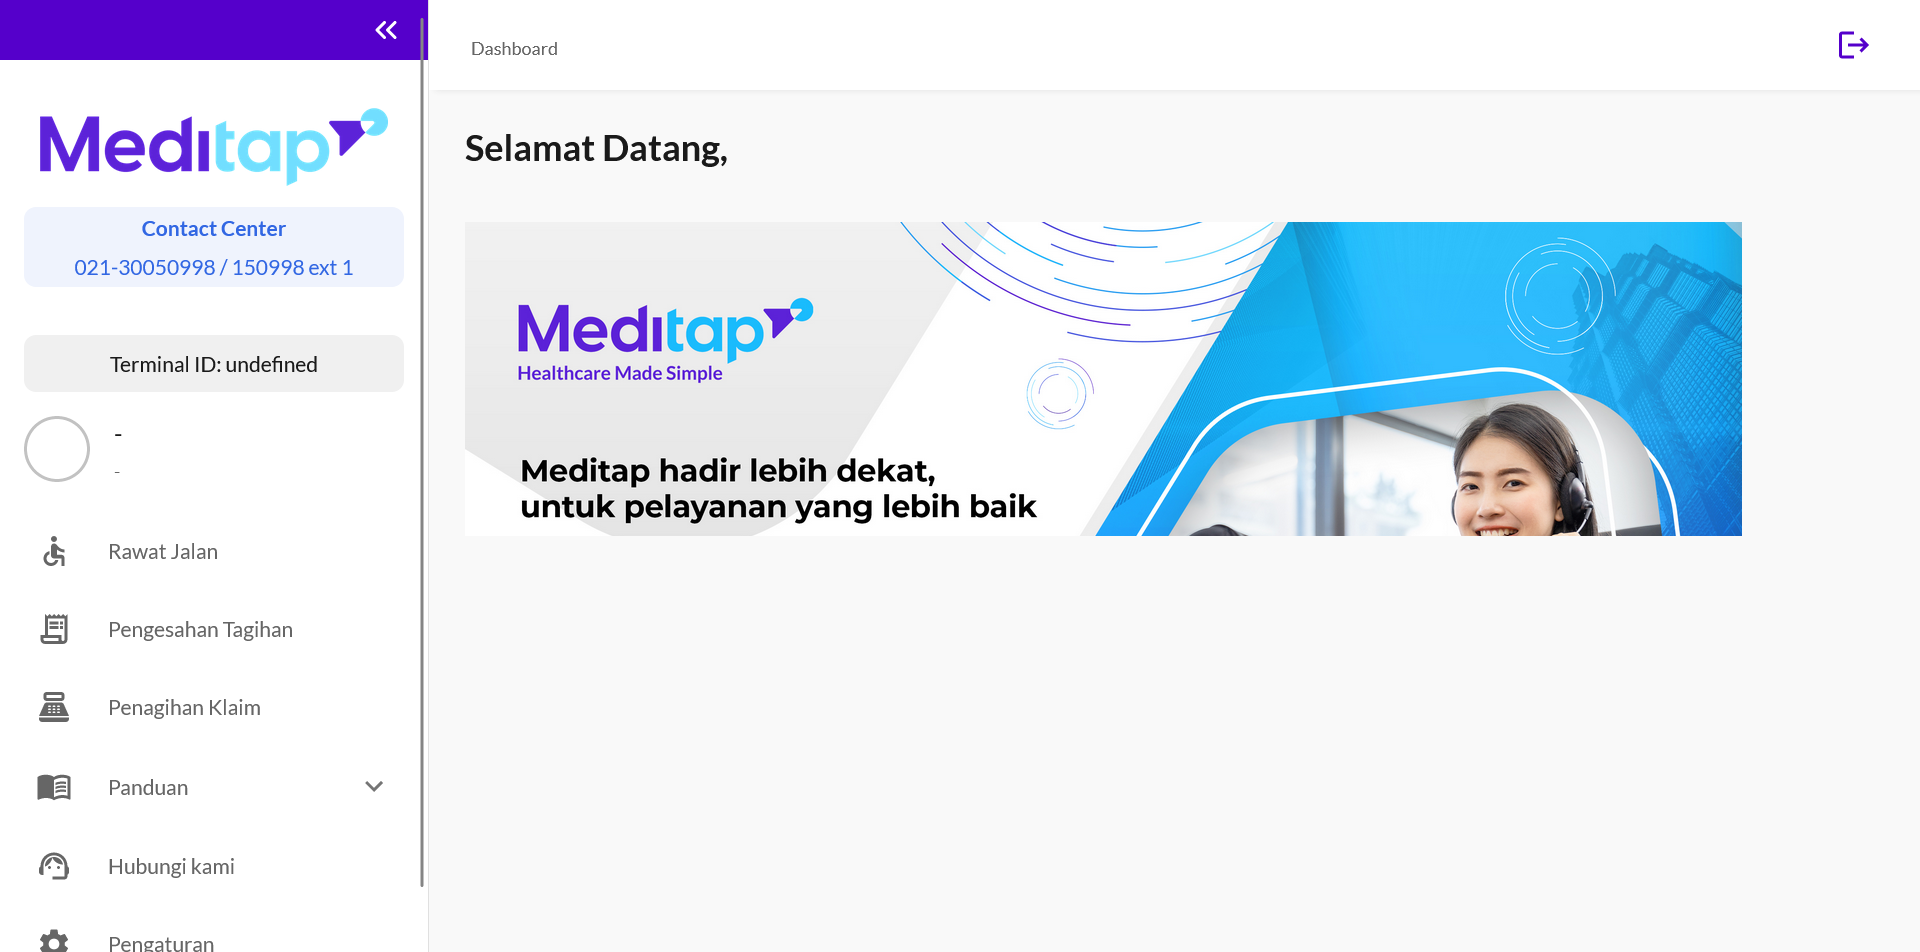 Meditap
Contact Center
021-30050998 / 150998 ext 1
Terminal ID: undefined
-
-
Rawat Jalan
Pengesahan Tagihan
Penagihan Klaim
Panduan
Hubungi kami
Pengaturan
Dashboard
Selamat Datang,
Meditap
Healthcare Made Simple
Meditap hadir lebih dekat,
untuk pelayanan yang lebih baik